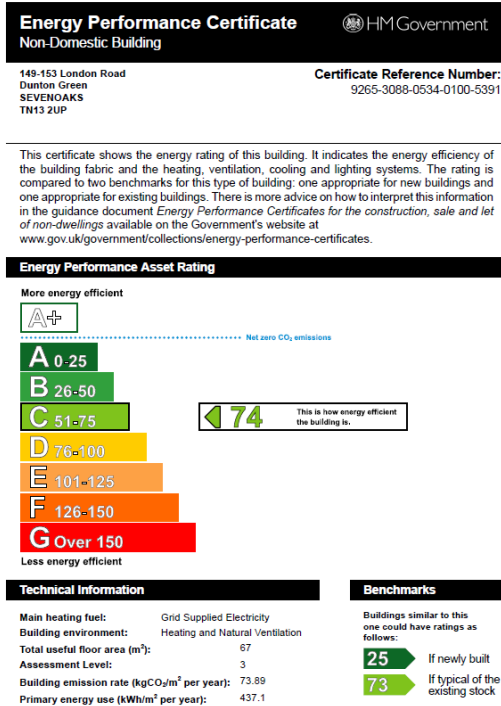 Energy Performance Certificate
HM Government
Non-Domestic Building
149-153 London Road
Dunton Green
SEVENOAKS
TN13 2UP
Certificate Reference Number:
9265-3088-0534-0100-5391
This certificate shows the energy rating of this building. It indicates the energy efficiency of
the building fabric and the heating, ventilation, cooling and lighting systems. The rating is
compared to two benchmarks for this type of building: one appropriate for new buildings and
one appropriate for existing buildings. There is more advice on how to interpret this information
in the guidance document Energy Performance Certificates for the construction, sale and let
of non-dwellings available on the Government's website at
www.gov.uk/government/collections/energy-performance-certificates.
Energy Performance Asset Rating
More energy efficient
A+
Net zero CO₂ emissions
A 0-25
B 26-50
C 51-75
74
This is how energy efficient
the building is.
D 76-100
E 101-125
F 126-150
G Over 150
Less energy efficient
Technical Information
Main heating fuel: Grid Supplied Electricity
Building environment: Heating and Natural Ventilation
Total useful floor area (m²): 67
Assessment Level: 3
Building emission rate (kgCO₂/m² per year): 73.89
Primary energy use (kWh/m² per year): 437.1
Benchmarks
Buildings similar to this
one could have ratings as
follows:
25 If newly built
73 If typical of the
existing stock